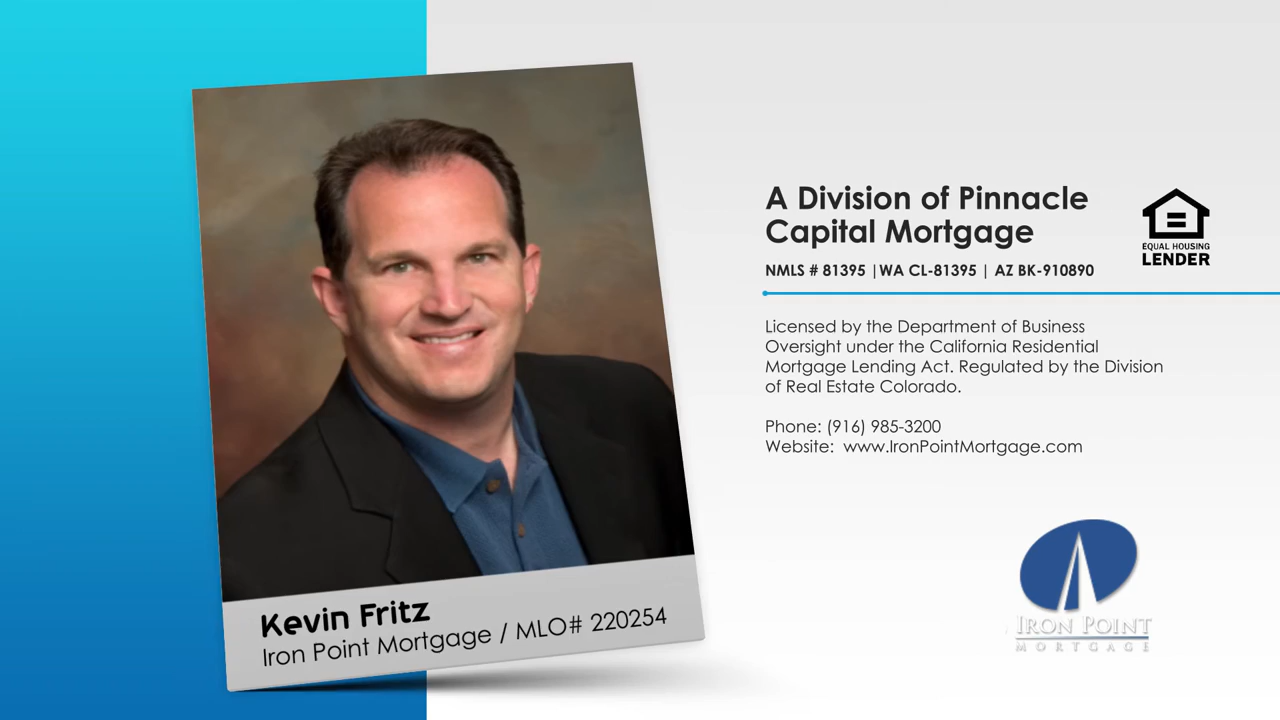 A Division of Pinnacle
Capital Mortgage
NMLS # 81395 |WA CL-81395 | AZ BK-910890
EQUAL HOUSING
LENDER
Licensed by the Department of Business
Oversight under the California Residential
Mortgage Lending Act. Regulated by the Division
of Real Estate Colorado.
Phone: (916) 985-3200
Website: www.IronPointMortgage.com
Kevin Fritz
Iron Point Mortgage / MLO# 220254
IRON POINT
MORTGAGE